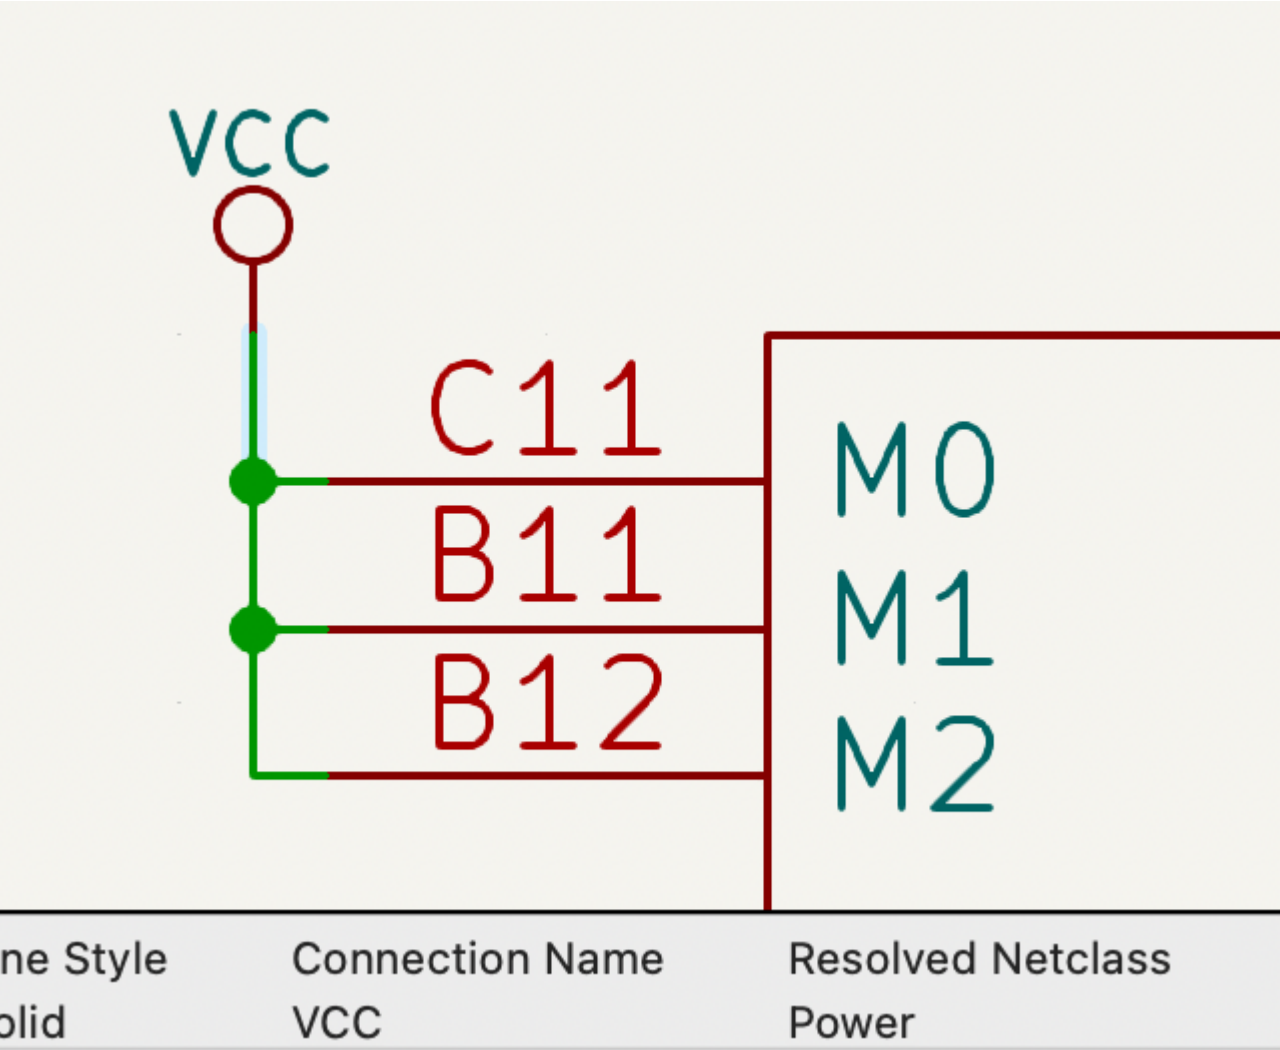 VCC
C11
M0
B11
M1
B12
M2
ne Style Connection Name Resolved Netclass
olid VCC Power